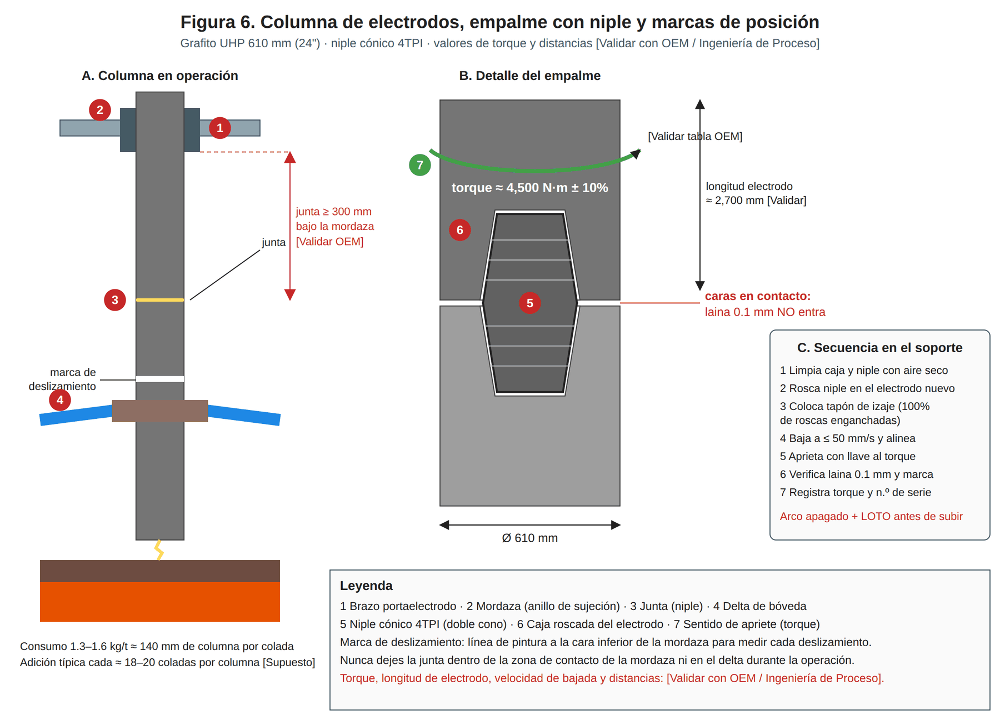 Figura 6. Columna de electrodos, empalme con niple y marcas de posición
Grafito UHP 610 mm (24") · niple cónico 4TPI · valores de torque y distancias [Validar con OEM / Ingeniería de Proceso]
A. Columna en operación
2
1
junta ≥ 300 mm
bajo la mordaza
[Validar OEM]
junta
3
marca de
deslizamiento
4
Consumo 1.3–1.6 kg/t ≈ 140 mm de columna por colada
Adición típica cada ≈ 18–20 coladas por columna [Supuesto]
B. Detalle del empalme
[Validar tabla OEM]
7
torque ≈ 4,500 N·m ± 10%
longitud electrodo
≈ 2,700 mm [Validar]
6
5
caras en contacto:
laina 0.1 mm NO entra
Ø 610 mm
C. Secuencia en el soporte
1 Limpia caja y niple con aire seco
2 Rosca niple en el electrodo nuevo
3 Coloca tapón de izaje (100%
de roscas enganchadas)
4 Baja a ≤ 50 mm/s y alinea
5 Aprieta con llave al torque
6 Verifica laina 0.1 mm y marca
7 Registra torque y n.º de serie
Arco apagado + LOTO antes de subir
Leyenda
1 Brazo portaelectrodo · 2 Mordaza (anillo de sujeción) · 3 Junta (niple) · 4 Delta de bóveda
5 Niple cónico 4TPI (doble cono) · 6 Caja roscada del electrodo · 7 Sentido de apriete (torque)
Marca de deslizamiento: línea de pintura a la cara inferior de la mordaza para medir cada deslizamiento.
Nunca dejes la junta dentro de la zona de contacto de la mordaza ni en el delta durante la operación.
Torque, longitud de electrodo, velocidad de bajada y distancias: [Validar con OEM / Ingeniería de Proceso].